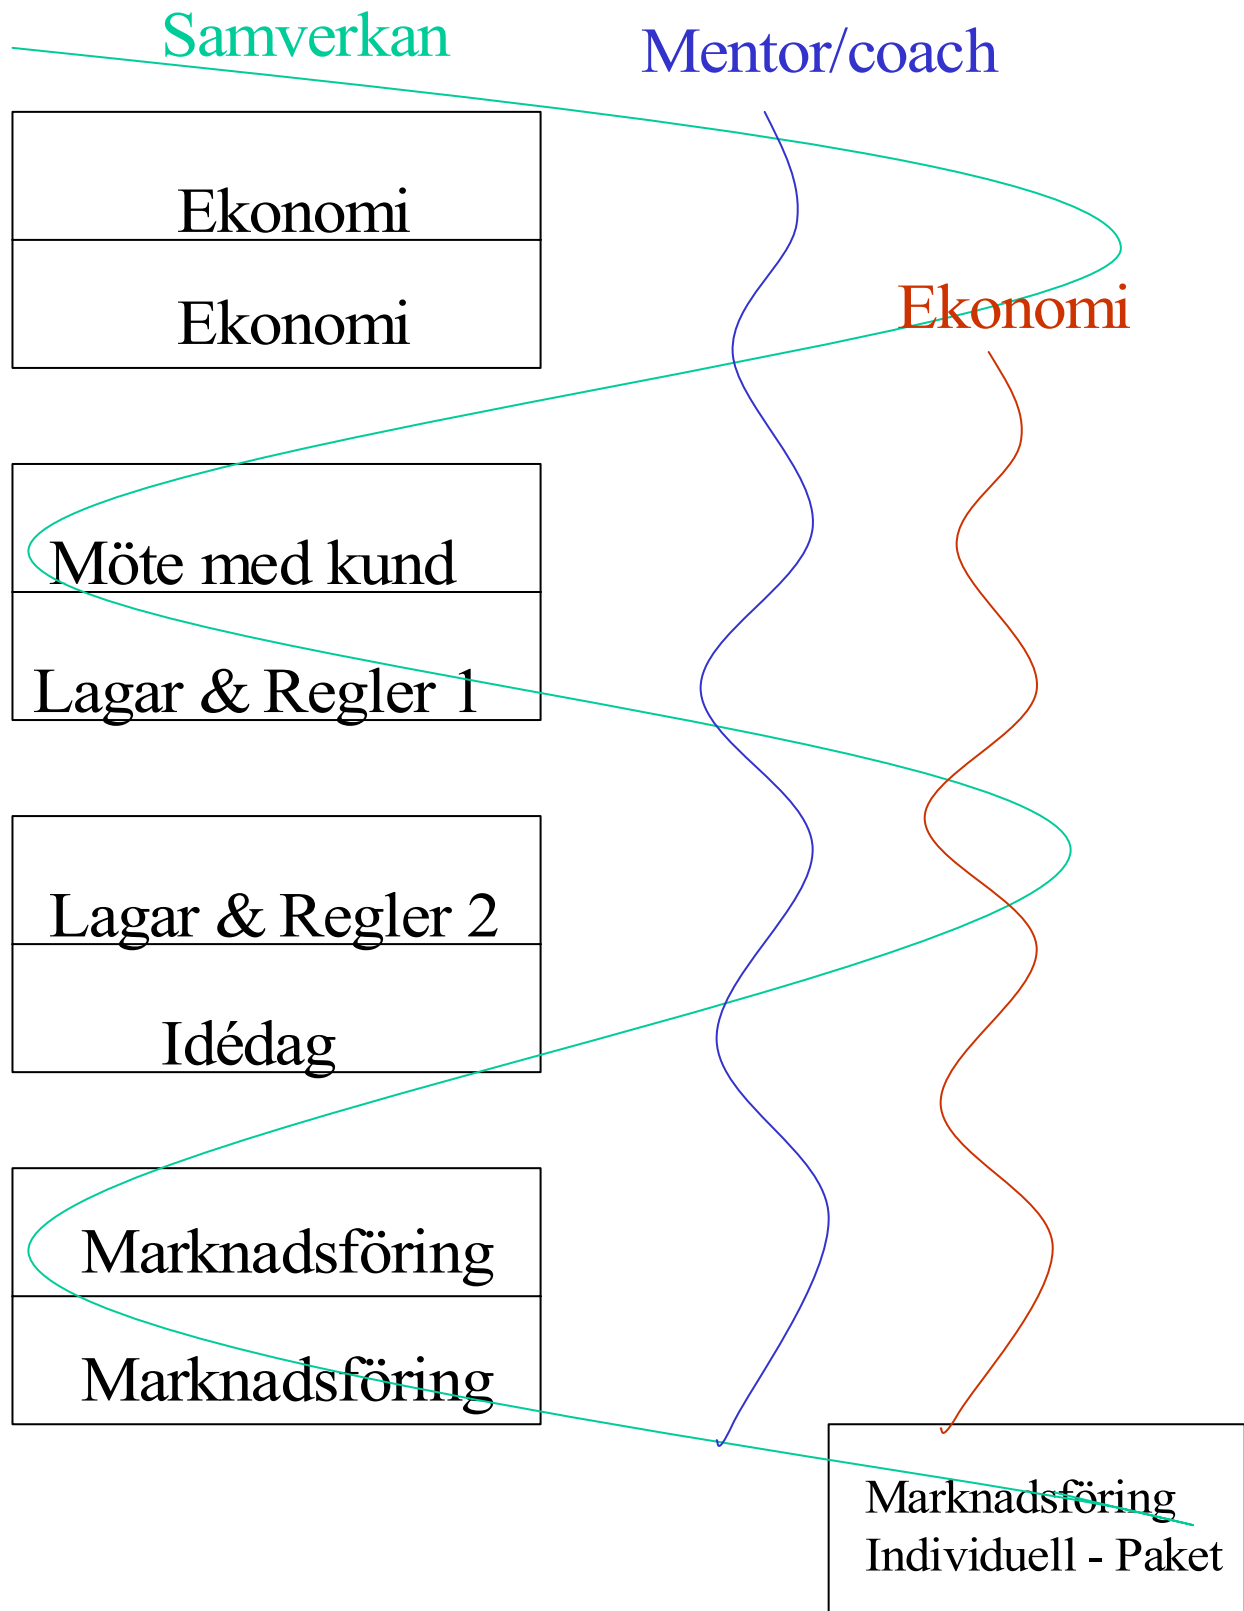 Samverkan
Mentor/coach
Ekonomi
Ekonomi
Ekonomi
Möte med kund
Lagar & Regler 1
Lagar & Regler 2
Idédag
Marknadsföring
Marknadsföring
Marknadsföring
Individuell - Paket